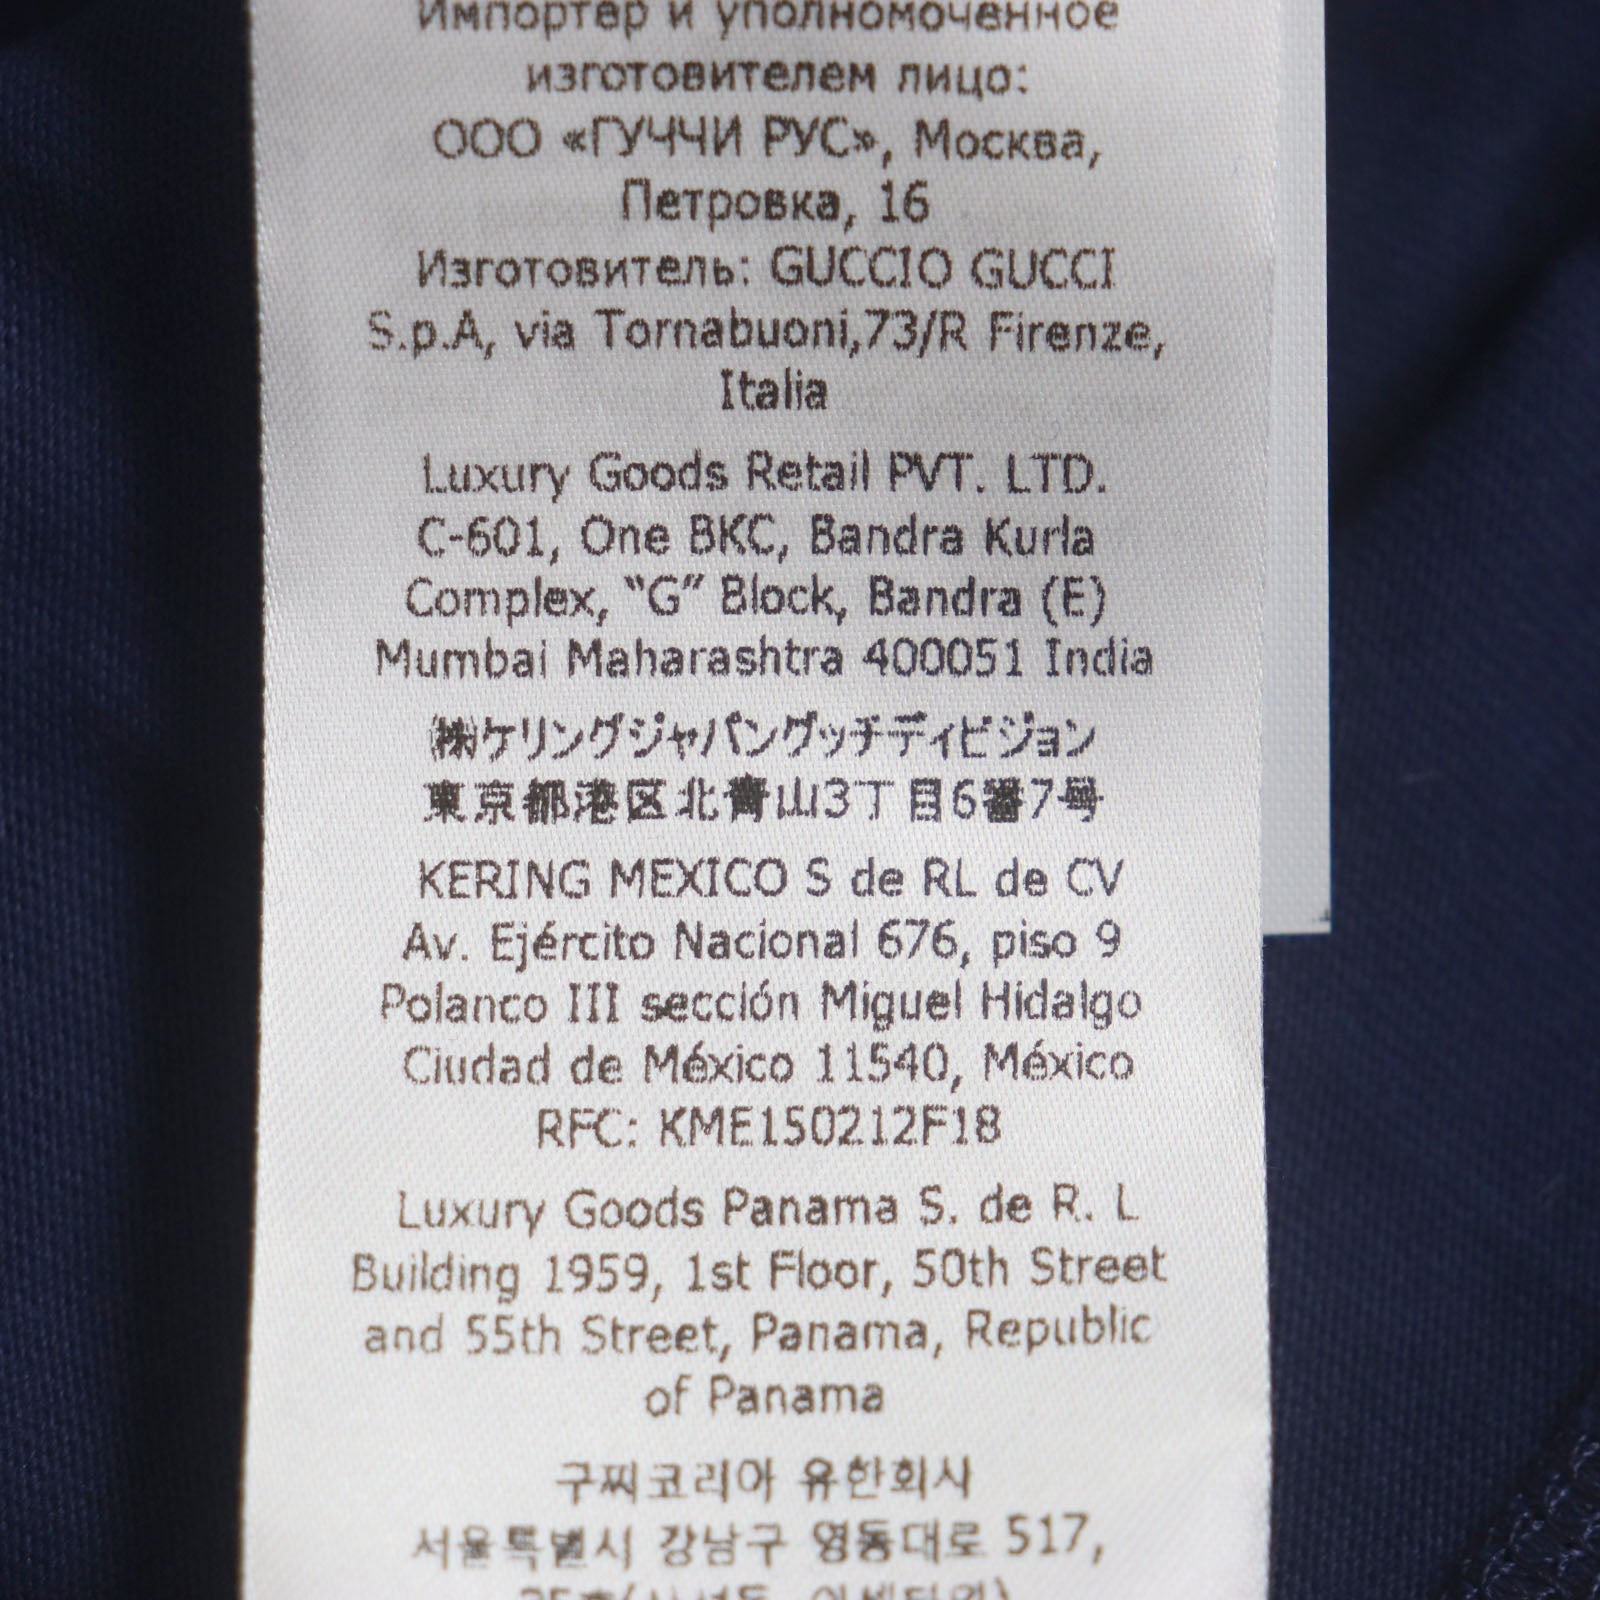 Импортер и уполномоченное
изготовителем лицо:
ООО «ГУЧЧИ РУС», Москва,
Петровка, 16
Изготовитель: GUCCIO GUCCI
S.p.A, via Tornabuoni,73/R Firenze,
Italia
Luxury Goods Retail PVT. LTD.
C-601, One BKC, Bandra Kurla
Complex, “G” Block, Bandra (E)
Mumbai Maharashtra 400051 India
㈱ケリングジャパングッチディビジョン
東京都港区北青山3丁目6番7号
KERING MEXICO S de RL de CV
Av. Ejército Nacional 676, piso 9
Polanco III sección Miguel Hidalgo
Ciudad de México 11540, México
RFC: KME150212F18
Luxury Goods Panama S. de R. L
Building 1959, 1st Floor, 50th Street
and 55th Street, Panama, Republic
of Panama
구찌코리아 유한회사
서울특별시 강남구 영동대로 517,